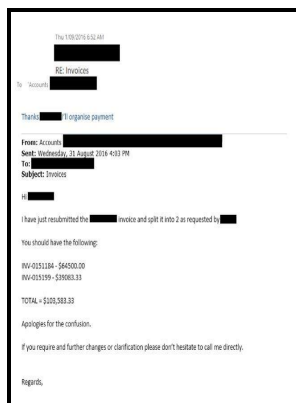 Thu 1/09/2016 6:52 AM
RE: Invoices
To 'Accounts
Thanks I'll organise payment
From: Accounts
Sent: Wednesday, 31 August 2016 4:03 PM
To:
Subject: Invoices
Hi
I have just resubmitted the invoice and split it into 2 as requested by
You should have the following:
INV-0151184 - $64500.00
INV-015199 - $39083.33
TOTAL = $103,583.33
Apologies for the confusion.
If you require and further changes or clarification please don't hesitate to call me directly.
Regards,